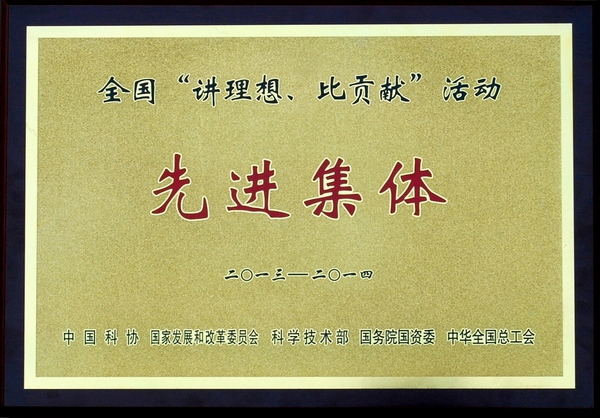 全国“讲理想、比贡献”活动
先进集体
二〇一三—二〇一四
中国科协 国家发展和改革委员会 科学技术部 国务院国资委 中华全国总工会